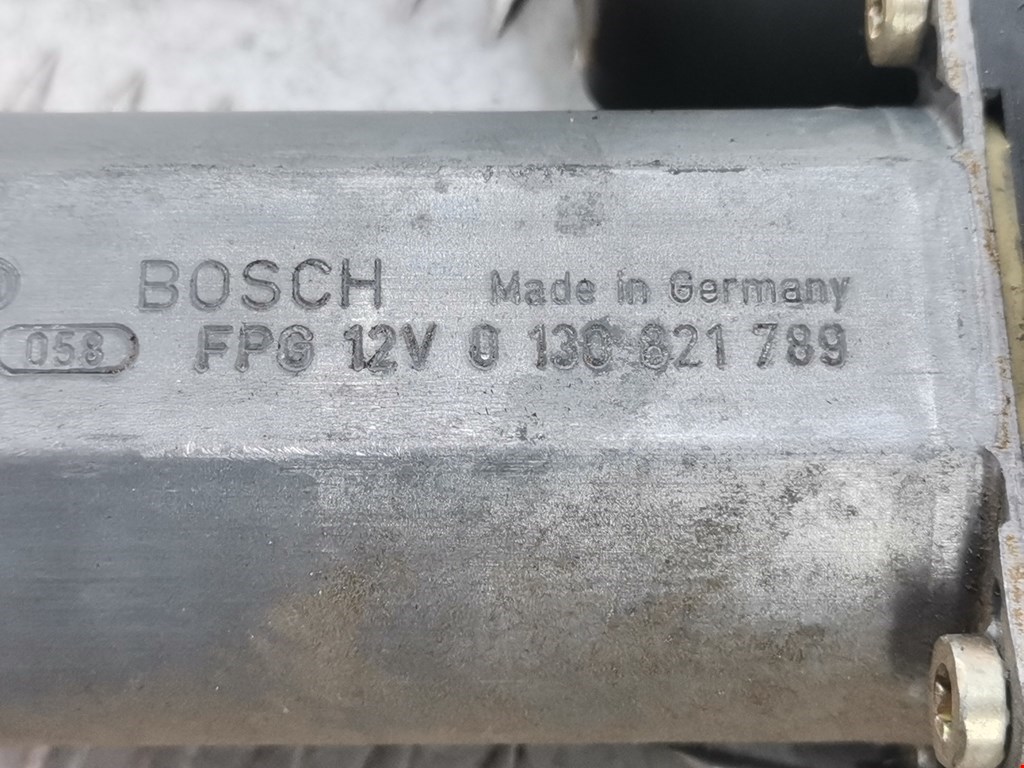 BOSCH Made in Germany
058 FPG 12V 0 130 821 789